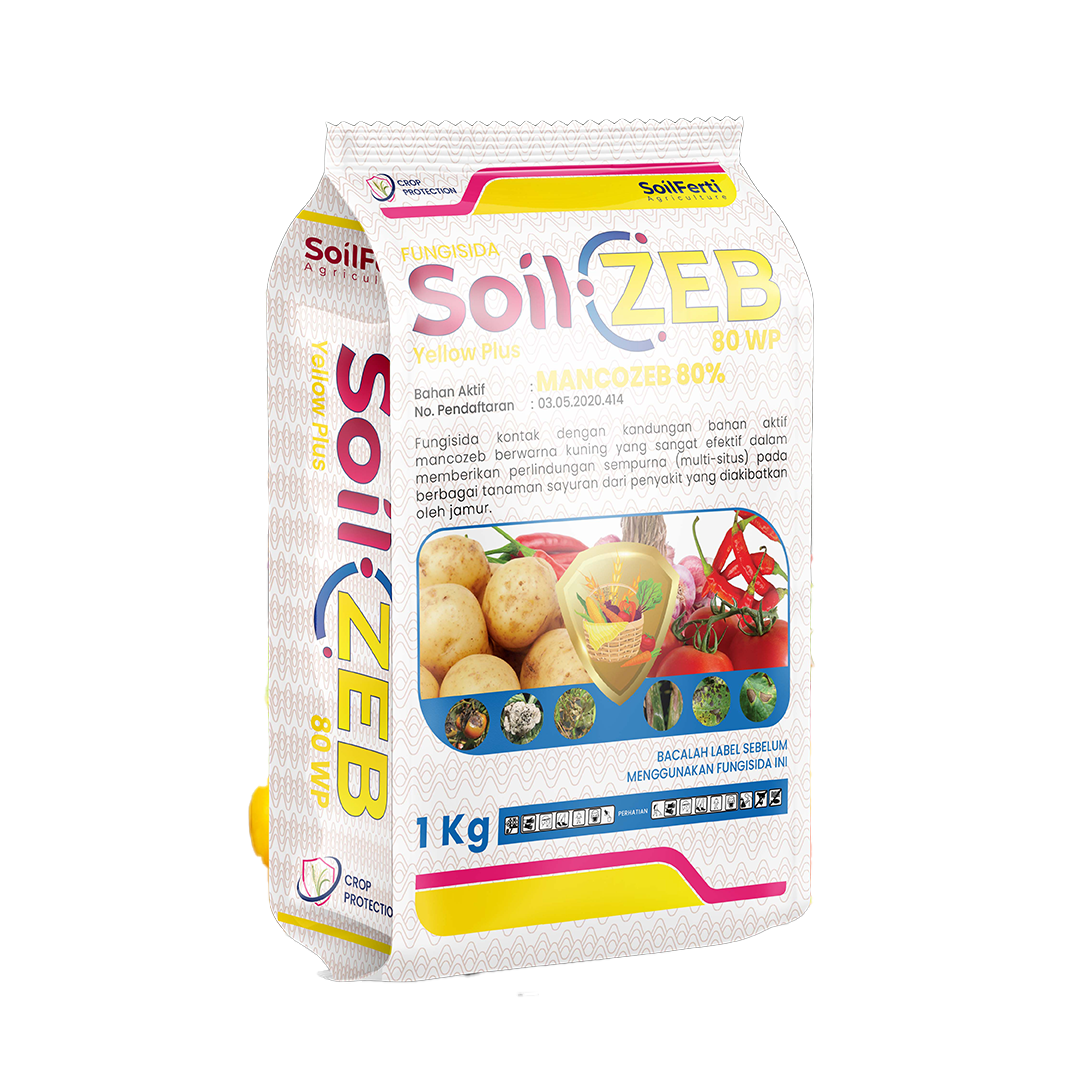 CROP
PROTECTION
SoilFerti
Agriculture
FUNGISIDA
Soil ZEB
Yellow Plus
80 WP
Bahan Aktif : MANCOZEB 80%
No. Pendaftaran : 03.05.2020.414
Fungisida kontak dengan kandungan bahan aktif
mancozeb berwarna kuning yang sangat efektif dalam
memberikan perlindungan sempurna (multi-situs) pada
berbagai tanaman sayuran dari penyakit yang diakibatkan
oleh jamur.
BACALAH LABEL SEBELUM
MENGGUNAKAN FUNGISIDA INI
1 Kg
PERHATIAN
SoilFe
Agricul
Yellow Plus
Soil ZEB
80 WP
CROP
PROTECTIO